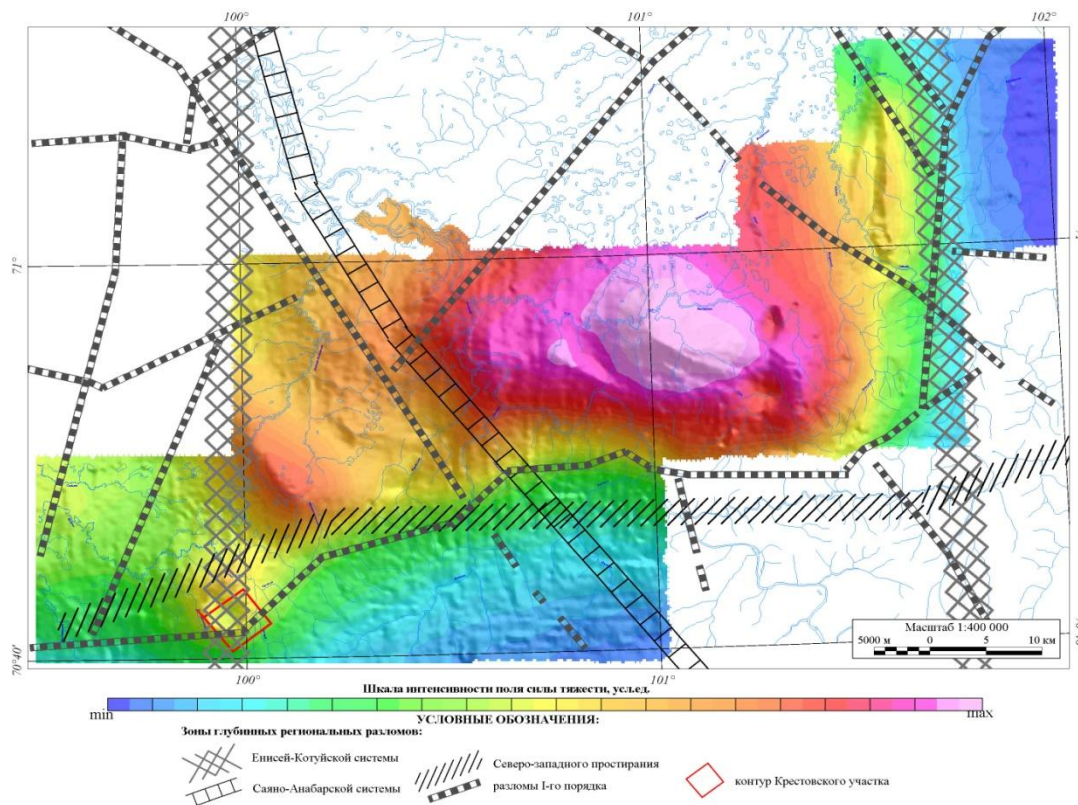 100°
101°
102°
71°
Масштаб 1:400 000
5000 м 0 5 10 км
70°40'
100°
101°
Шкала интенсивности поля силы тяжести, усл.ед.
min
max
УСЛОВНЫЕ ОБОЗНАЧЕНИЯ:
Зоны глубинных региональных разломов:
Енисей-Котуйской системы
Северо-западного простирания
контур Крестовского участка
Саяно-Анабарской системы
разломы I-го порядка